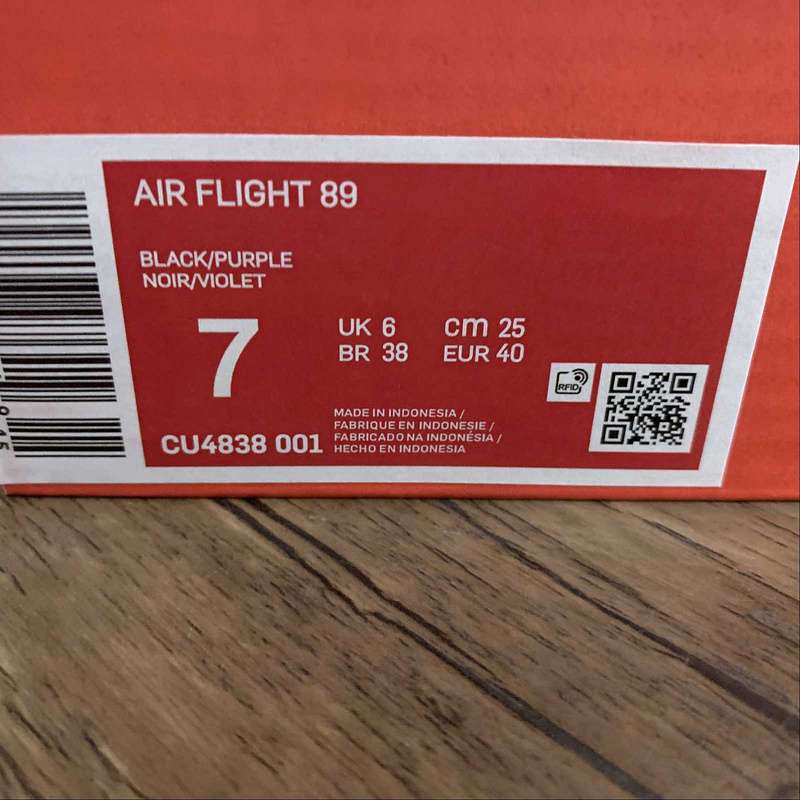 AIR FLIGHT 89
BLACK/PURPLE
NOIR/VIOLET
7
UK 6 cm 25
BR 38 EUR 40
RFID
CU4838 001
MADE IN INDONESIA /
FABRIQUE EN INDONESIE /
FABRICADO NA INDONÉSIA /
HECHO EN INDONESIA